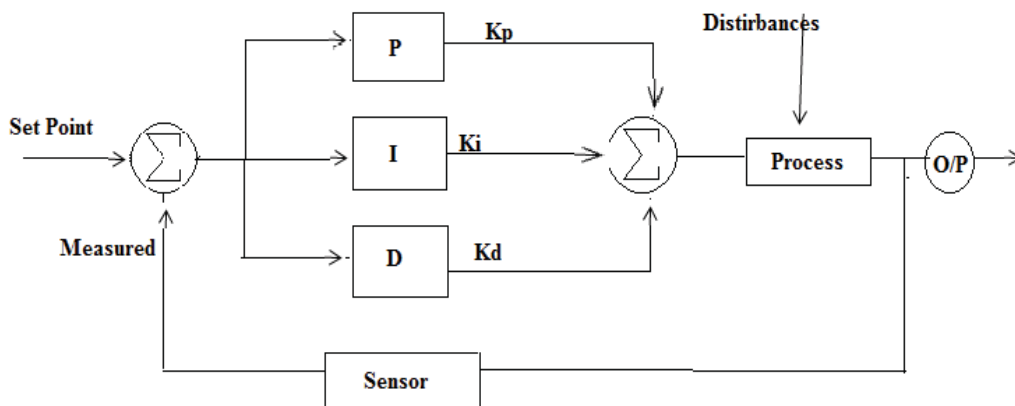 Distirbances
P
Kp
Set Point
Σ
I
Ki
Σ
Process
O/P
Measured
D
Kd
Sensor